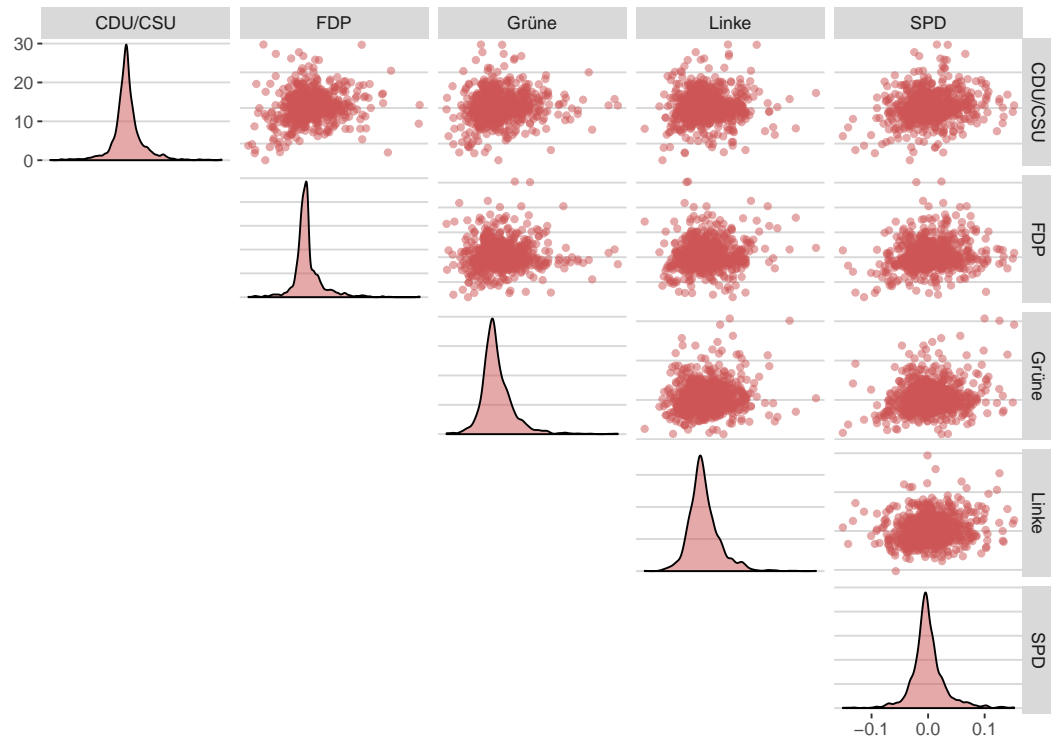 CDU/CSU FDP Grüne Linke SPD
30
20
10
0
CDU/CSU
FDP
Grüne
Linke
SPD
−0.1 0.0 0.1